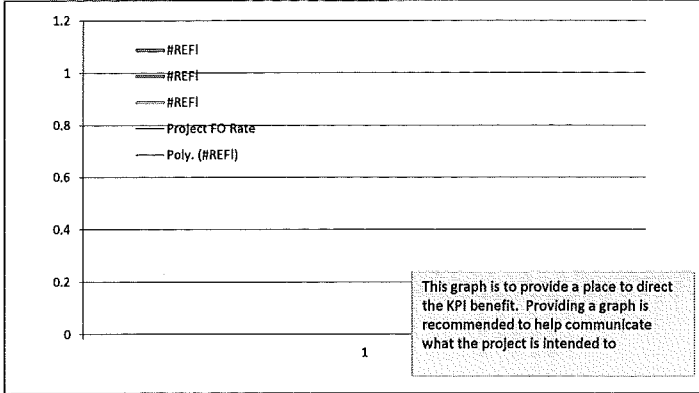 1.2
#REF!
1
#REF!
#REF!
0.8
Project FO Rate
Poly. (#REF!)
0.6
0.4
0.2
0
1
This graph is to provide a place to direct
the KPI benefit.  Providing a graph is
recommended to help communicate
what the project is intended to